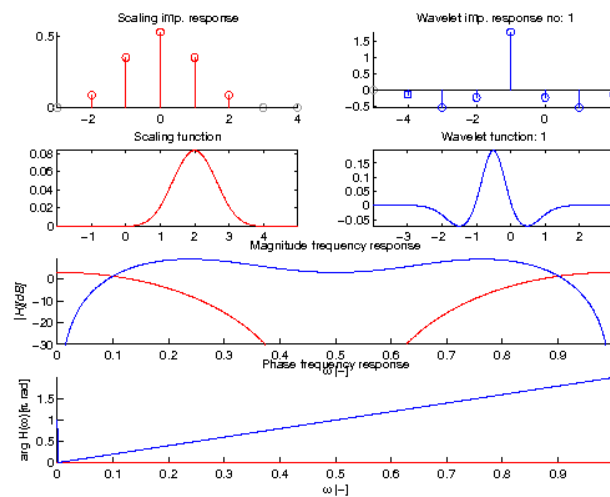 Scaling imp. response
Wavelet imp. response no: 1
0.5
0
-2 0 2 4
1.5
1
0.5
0
-0.5
-4 -2 0
Scaling function
Wavelet function: 1
0.08
0.06
0.04
0.02
0
-1 0 1 2 3 4
0.15
0.1
0.05
0
-0.05
-3 -2 -1 0 1 2 3
Magnitude frequency response
|H|[dB]
0
-10
-20
-30
0 0.1 0.2 0.3 0.4 0.5 0.6 0.7 0.8 0.9
ω [-]
Phase frequency response
arg H(ω)[π rad]
1.5
1
0.5
0
0 0.1 0.2 0.3 0.4 0.5 0.6 0.7 0.8 0.9
ω [-]